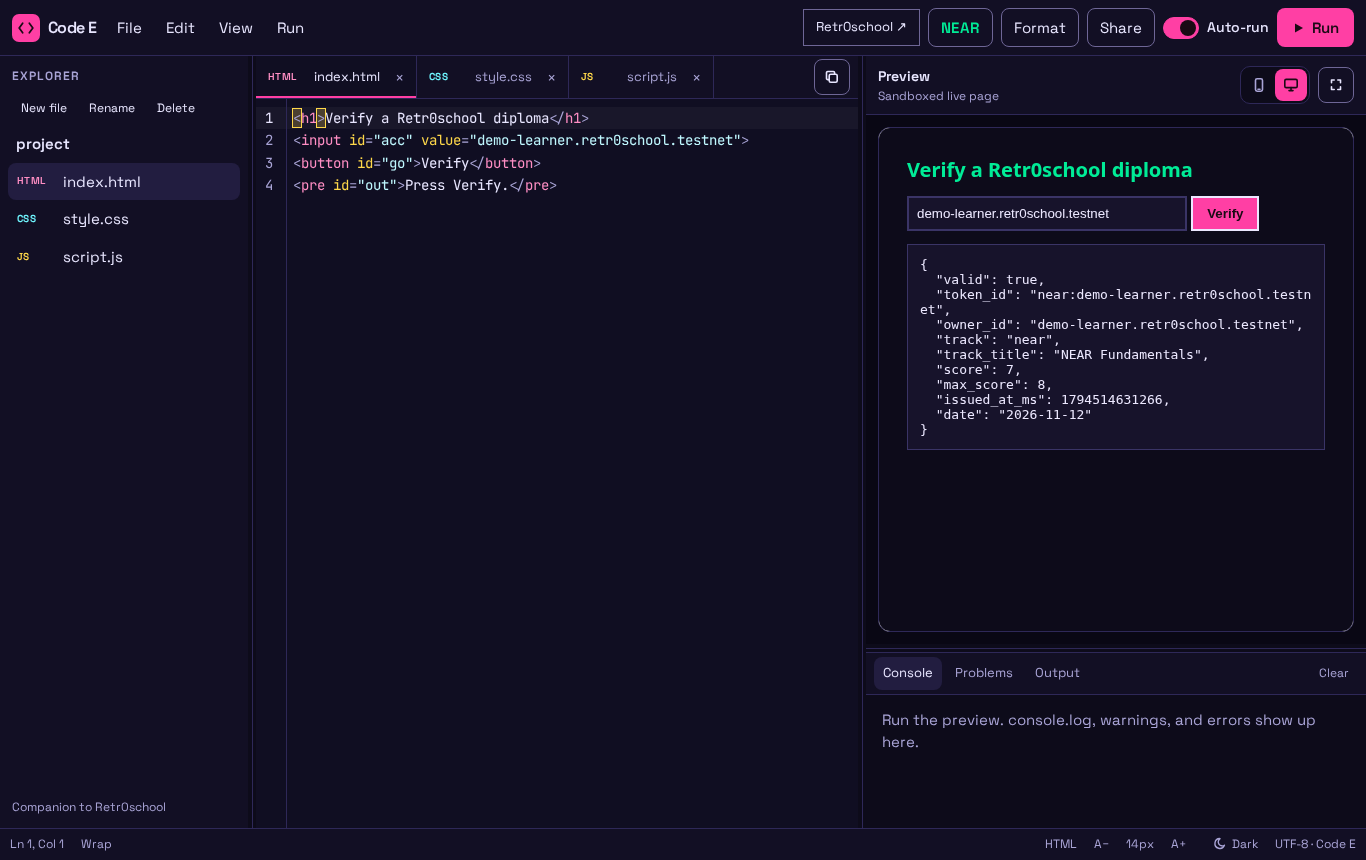 Code E File Edit View Run Retr0school ↗ NEAR Format Share Auto-run Run
EXPLORER
New file Rename Delete
project
HTML index.html
CSS style.css
JS script.js
Companion to Retr0school
HTML index.html × CSS style.css × JS script.js ×
1 <h1>Verify a Retr0school diploma</h1>
2 <input id="acc" value="demo-learner.retr0school.testnet">
3 <button id="go">Verify</button>
4 <pre id="out">Press Verify.</pre>
Preview
Sandboxed live page
Verify a Retr0school diploma
demo-learner.retr0school.testnet Verify
{
"valid": true,
"token_id": "near:demo-learner.retr0school.testn
et",
"owner_id": "demo-learner.retr0school.testnet",
"track": "near",
"track_title": "NEAR Fundamentals",
"score": 7,
"max_score": 8,
"issued_at_ms": 1794514631266,
"date": "2026-11-12"
}
Console Problems Output Clear
Run the preview. console.log, warnings, and errors show up
here.
Ln 1, Col 1 Wrap HTML A− 14px A+ Dark UTF-8 · Code E